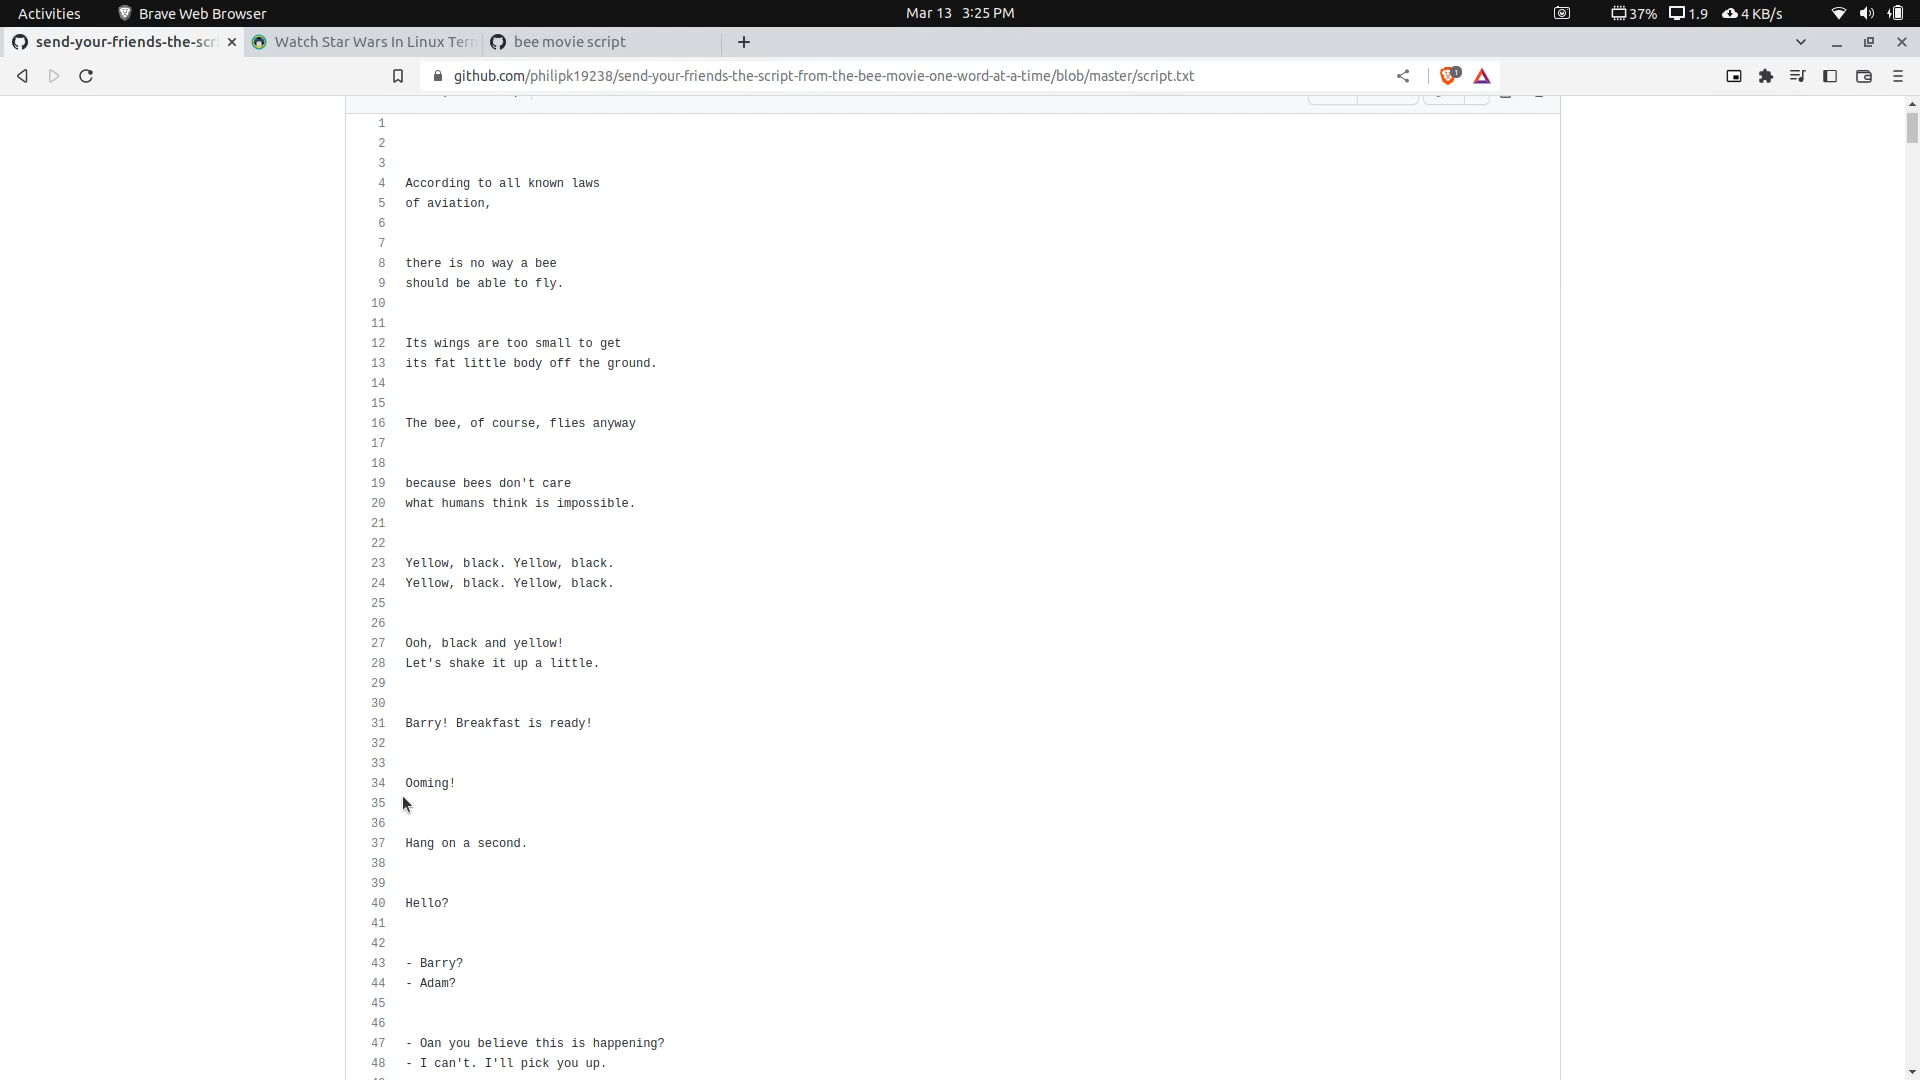 Activities Brave Web Browser Mar 13 3:25 PM 37% 1.9 4 KB/s
send-your-friends-the-scri Watch Star Wars In Linux Tern bee movie script
github.com/philipk19238/send-your-friends-the-script-from-the-bee-movie-one-word-at-a-time/blob/master/script.txt 1
1
2
3
4 According to all known laws
5 of aviation,
6
7
8 there is no way a bee
9 should be able to fly.
10
11
12 Its wings are too small to get
13 its fat little body off the ground.
14
15
16 The bee, of course, flies anyway
17
18
19 because bees don't care
20 what humans think is impossible.
21
22
23 Yellow, black. Yellow, black.
24 Yellow, black. Yellow, black.
25
26
27 Ooh, black and yellow!
28 Let's shake it up a little.
29
30
31 Barry! Breakfast is ready!
32
33
34 Ooming!
35
36
37 Hang on a second.
38
39
40 Hello?
41
42
43 - Barry?
44 - Adam?
45
46
47 - Oan you believe this is happening?
48 - I can't. I'll pick you up.